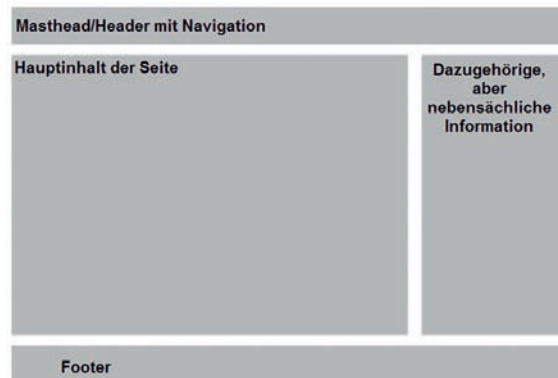 Masthead/Header mit Navigation
Hauptinhalt der Seite
Dazugehörige,
aber
nebensächliche
Information
Footer